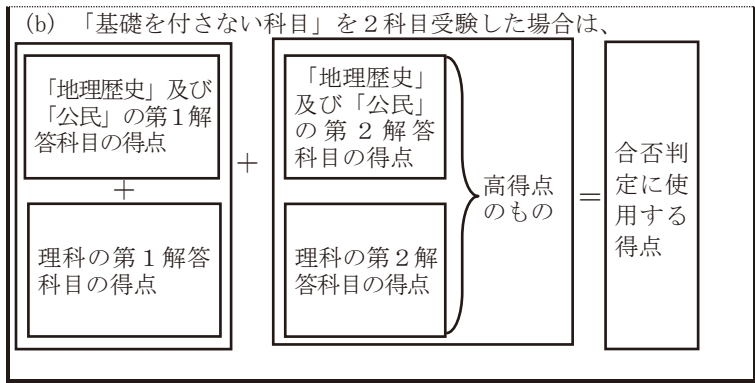 (b) 「基礎を付さない科目」を２科目受験した場合は、
「地理歴史」及び
「公民」の第１解
答科目の得点
＋
理科の第１解答
科目の得点
＋
「地理歴史」
及び「公民」
の第２解答
科目の得点
理科の第２解
答科目の得点
高得点
のもの
＝
合否判
定に使
用する
得点